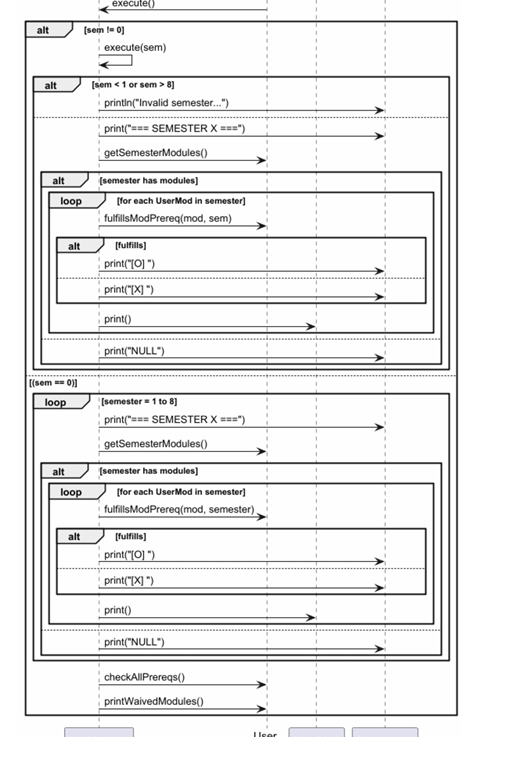 execute()
alt [sem != 0]
execute(sem)
alt [sem < 1 or sem > 8]
println("Invalid semester...")
print("=== SEMESTER X ===")
getSemesterModules()
alt [semester has modules]
loop [for each UserMod in semester]
fulfillsModPrereq(mod, sem)
alt [fulfills]
print("[O] ")
print("[X] ")
print()
print("NULL")
[(sem == 0)]
loop [semester = 1 to 8]
print("=== SEMESTER X ===")
getSemesterModules()
alt [semester has modules]
loop [for each UserMod in semester]
fulfillsModPrereq(mod, semester)
alt [fulfills]
print("[O] ")
print("[X] ")
print()
print("NULL")
checkAllPrereqs()
printWaivedModules()
User